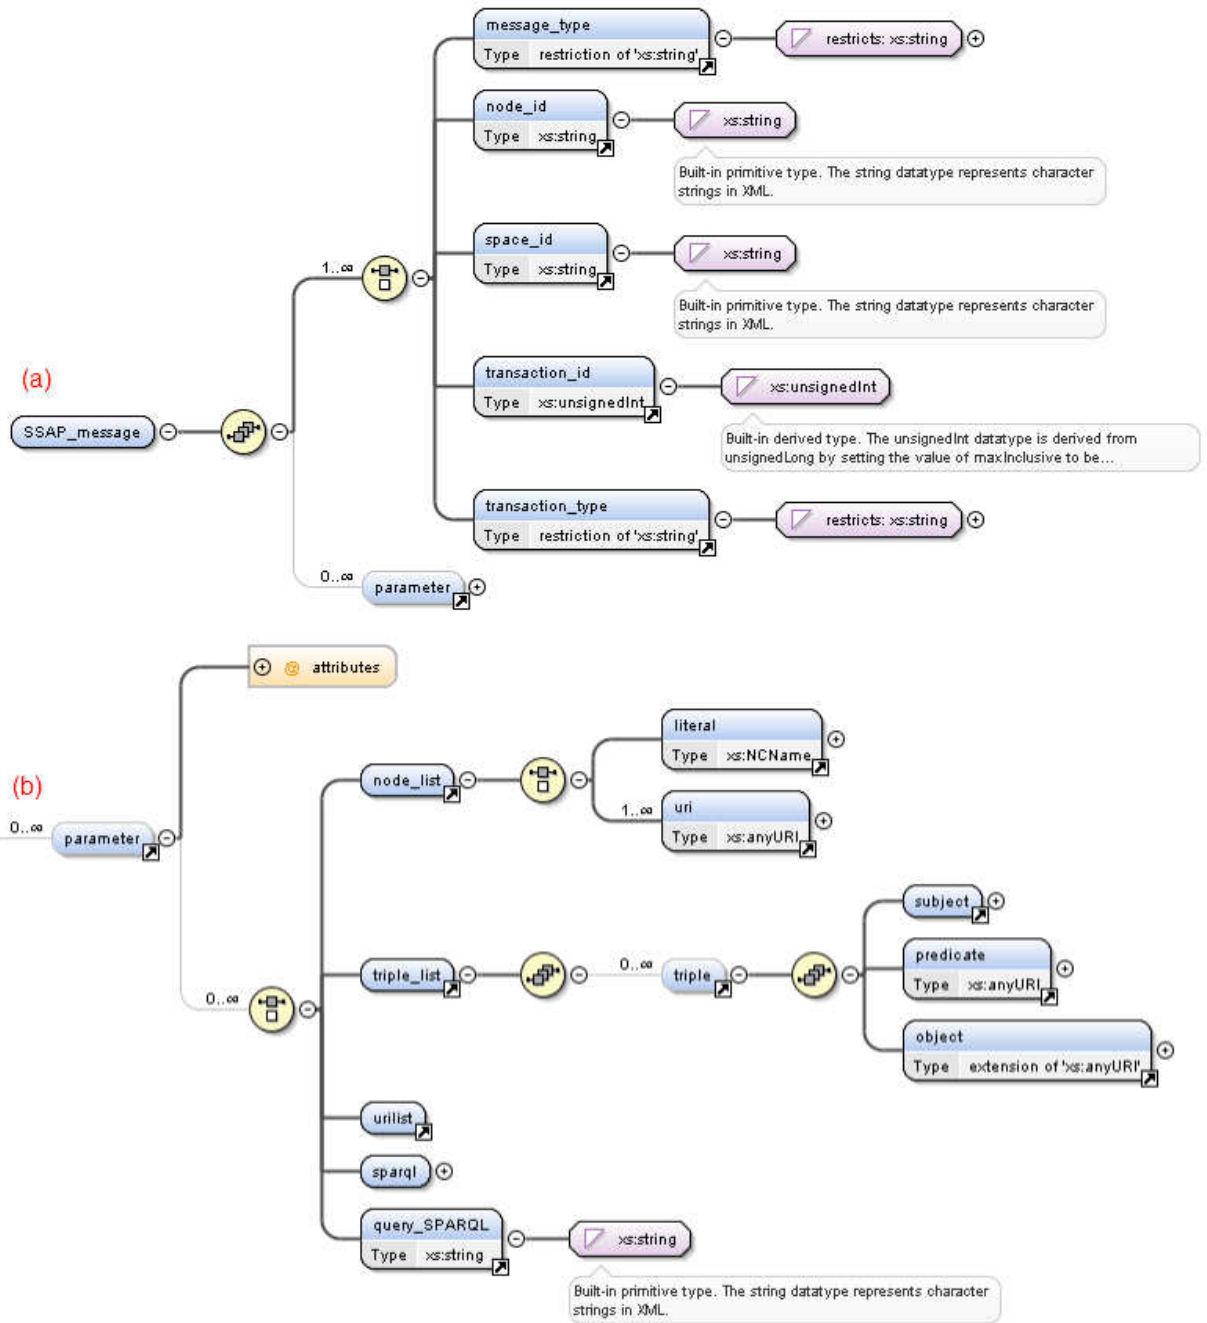 message_type
Type restriction of 'xs:string'
restricts: xs:string
node_id
Type xs:string
xs:string
Built-in primitive type. The string datatype represents character
strings in XML.
space_id
Type xs:string
xs:string
Built-in primitive type. The string datatype represents character
strings in XML.
1..∞
(a)
SSAP_message
transaction_id
Type xs:unsignedInt
xs:unsignedInt
Built-in derived type. The unsignedInt datatype is derived from
unsignedLong by setting the value of maxInclusive to be...
transaction_type
Type restriction of 'xs:string'
restricts: xs:string
0..∞
parameter
@ attributes
(b)
0..∞
parameter
literal
Type xs:NCName
node_list
1..∞
uri
Type xs:anyURI
subject
predicate
Type xs:anyURI
triple_list
0..∞
triple
0..∞
object
Type extension of 'xs:anyURI'
urilist
sparql
query_SPARQL
Type xs:string
xs:string
Built-in primitive type. The string datatype represents character
strings in XML.